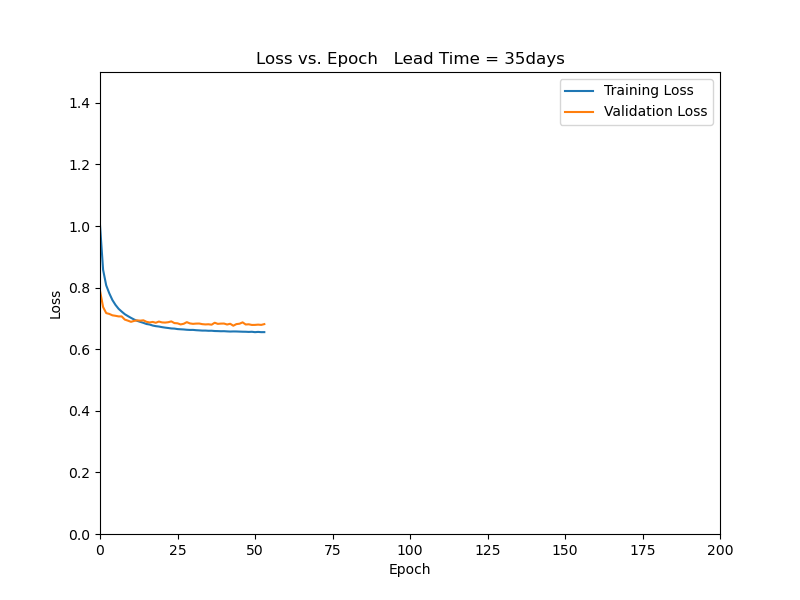 Loss vs. Epoch   Lead Time = 35days
Training Loss
Validation Loss
1.4
1.2
1.0
0.8
0.6
0.4
0.2
0.0
Loss
0 25 50 75 100 125 150 175 200
Epoch